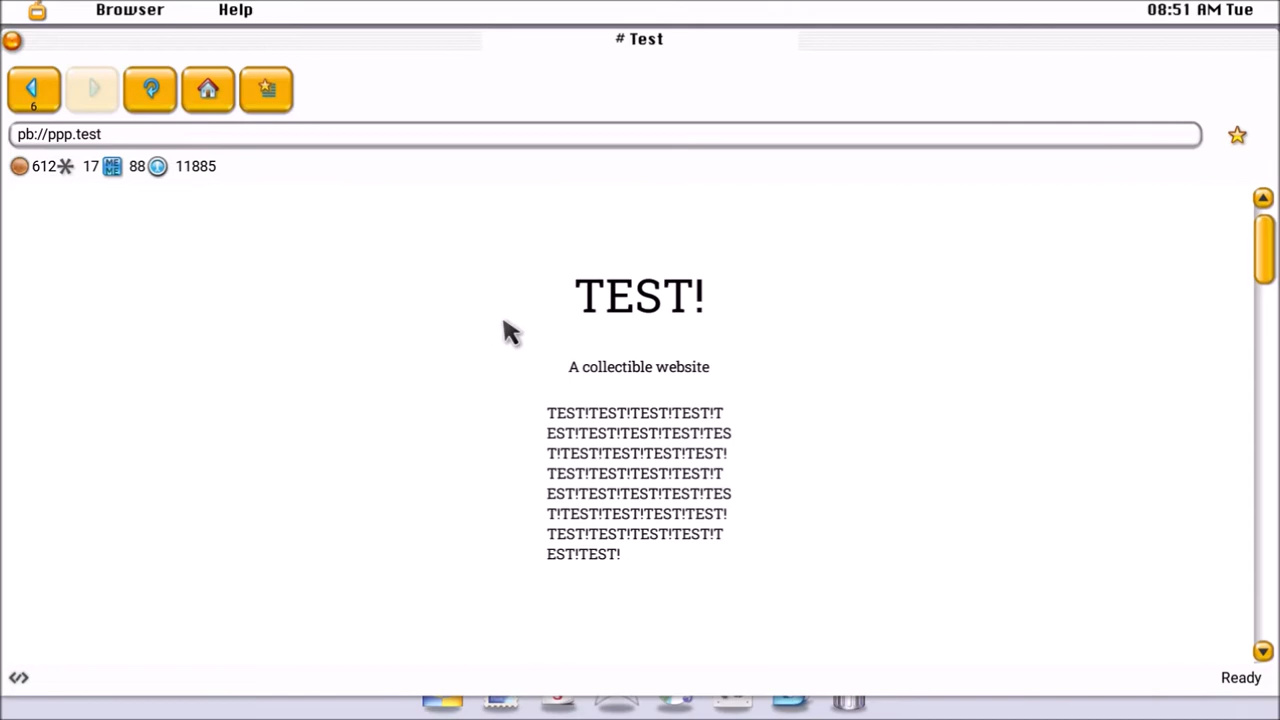 Browser Help 08:51 AM Tue
# Test
6
pb://ppp.test
612 17 MEME 88 11885
TEST!
A collectible website
TEST!TEST!TEST!TEST!T
EST!TEST!TEST!TEST!TES
T!TEST!TEST!TEST!TEST!
TEST!TEST!TEST!TEST!T
EST!TEST!TEST!TEST!TES
T!TEST!TEST!TEST!TEST!
TEST!TEST!TEST!TEST!T
EST!TEST!
Ready